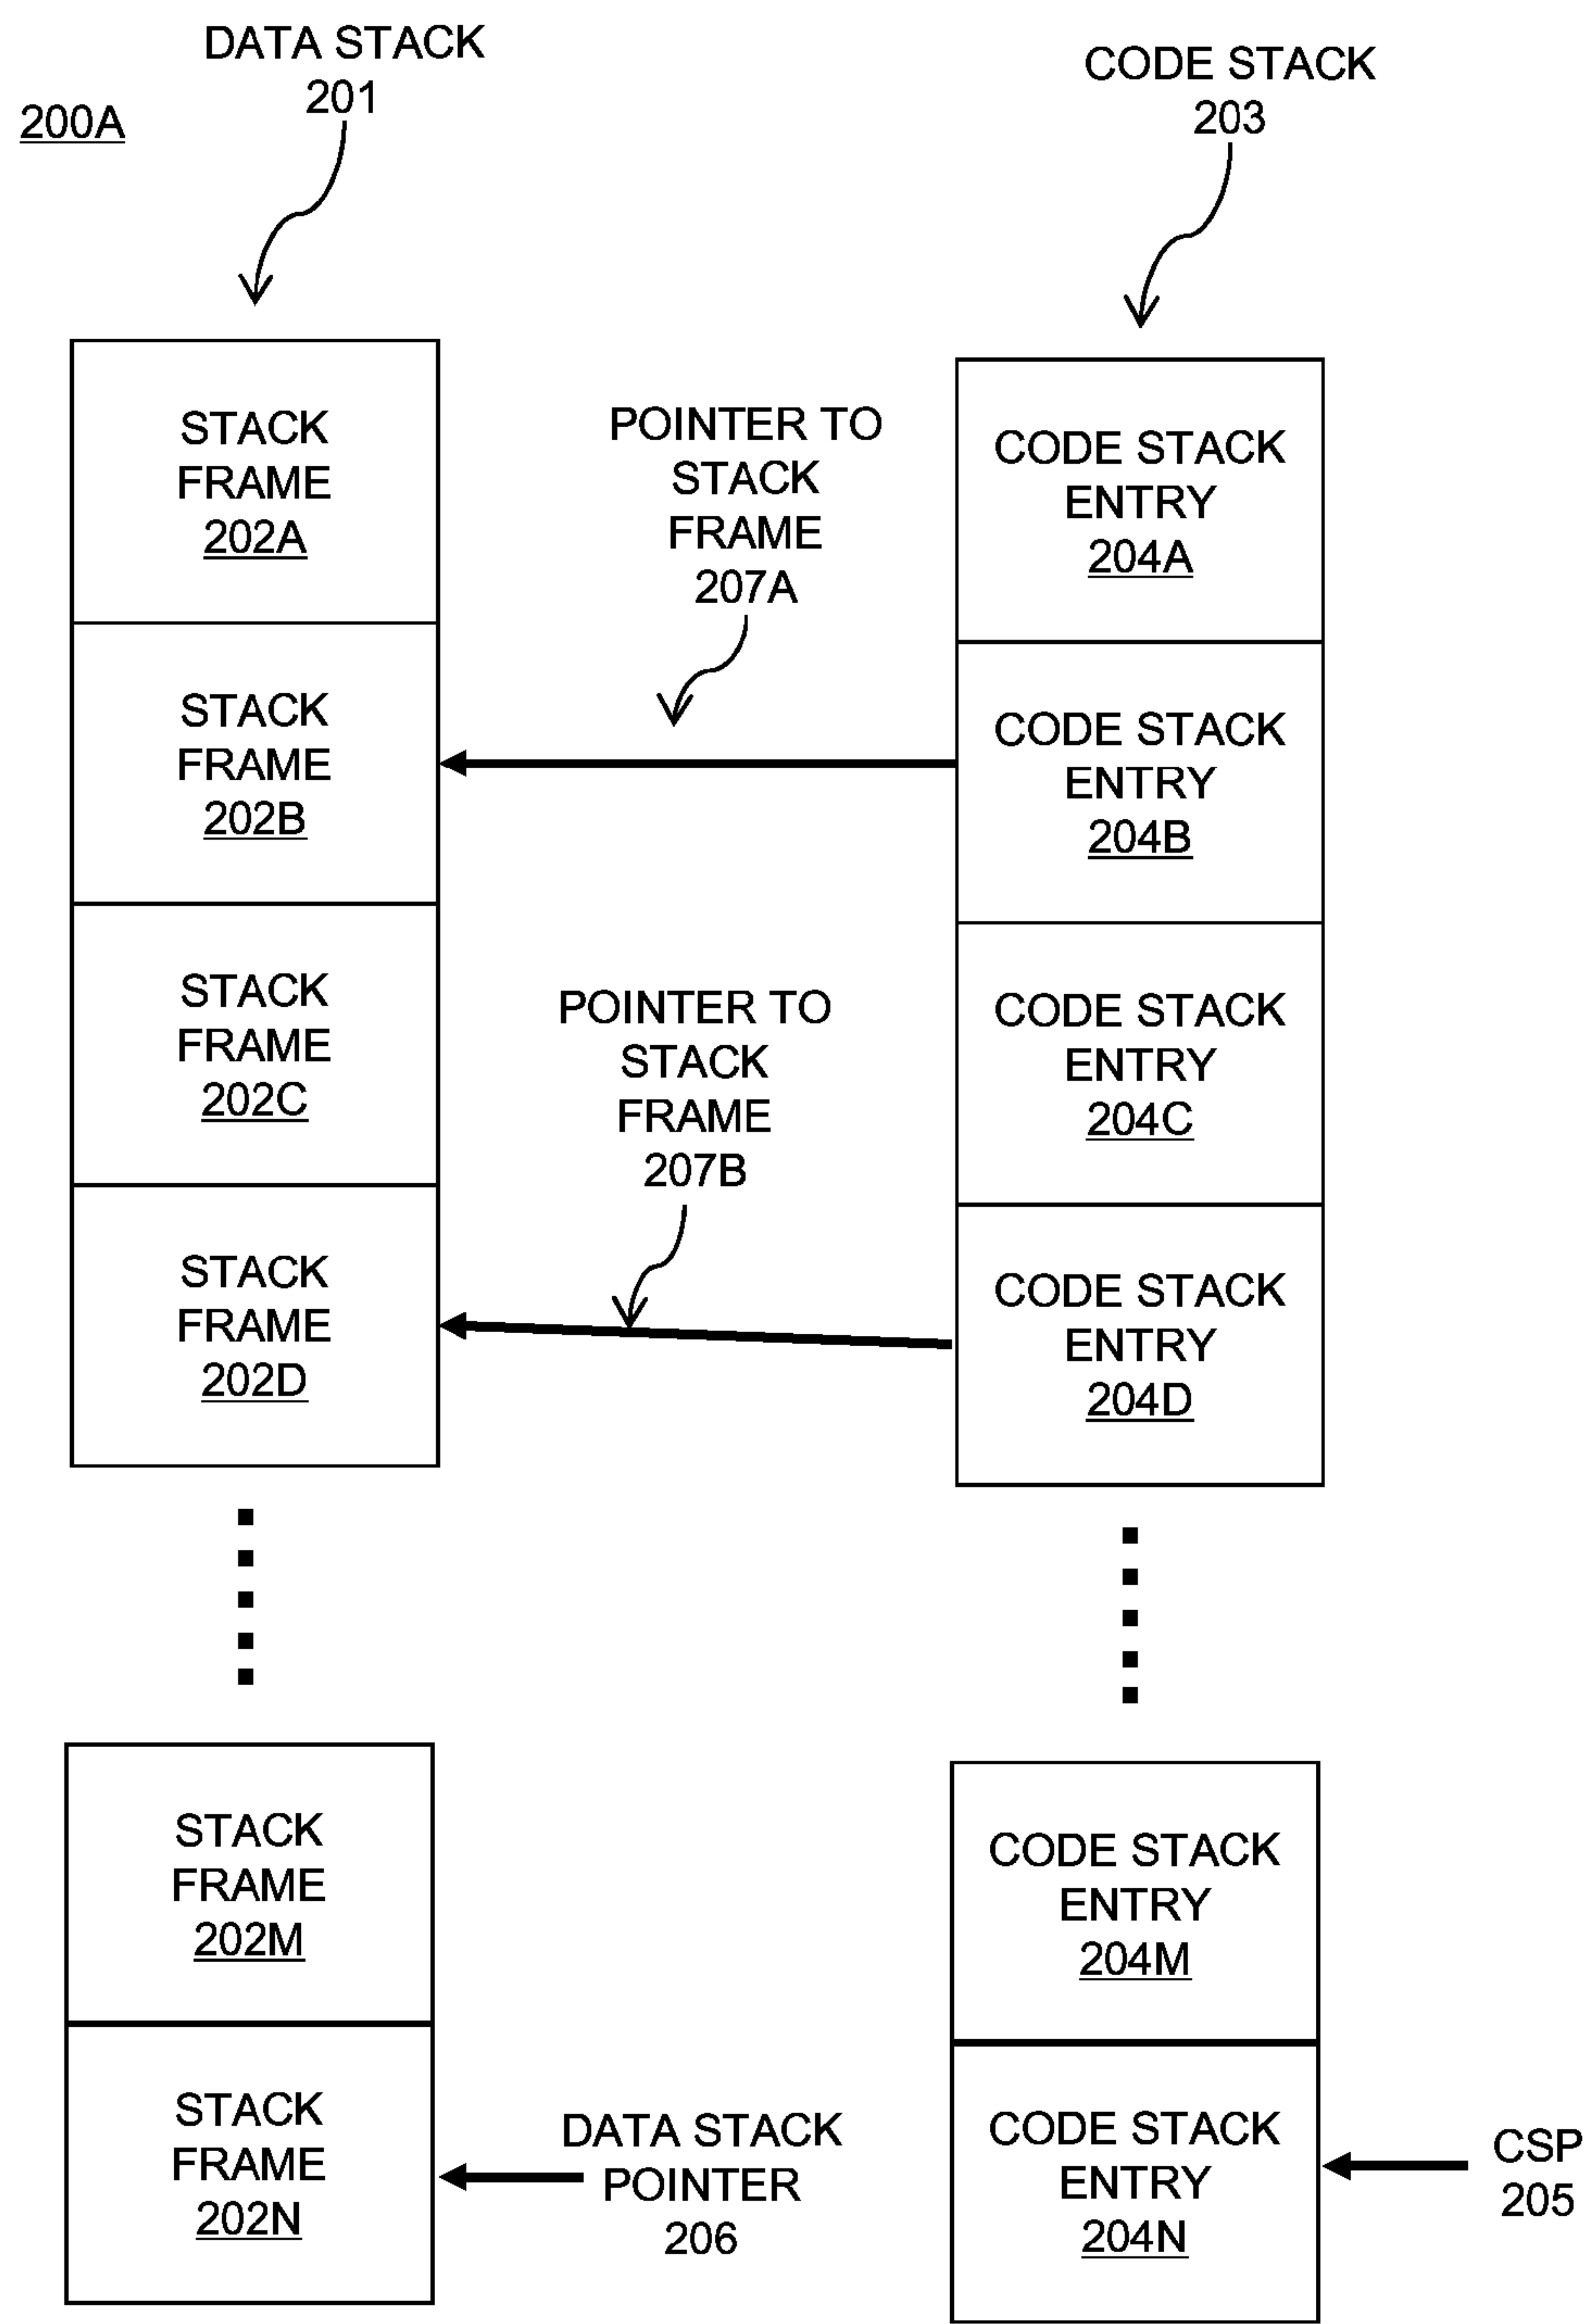 DATA STACK
201
200A
CODE STACK
203
STACK
FRAME
202A
POINTER TO
STACK
FRAME
207A
CODE STACK
ENTRY
204A
STACK
FRAME
202B
CODE STACK
ENTRY
204B
STACK
FRAME
202C
POINTER TO
STACK
FRAME
207B
CODE STACK
ENTRY
204C
STACK
FRAME
202D
CODE STACK
ENTRY
204D
STACK
FRAME
202M
CODE STACK
ENTRY
204M
STACK
FRAME
202N
DATA STACK
POINTER
206
CODE STACK
ENTRY
204N
CSP
205